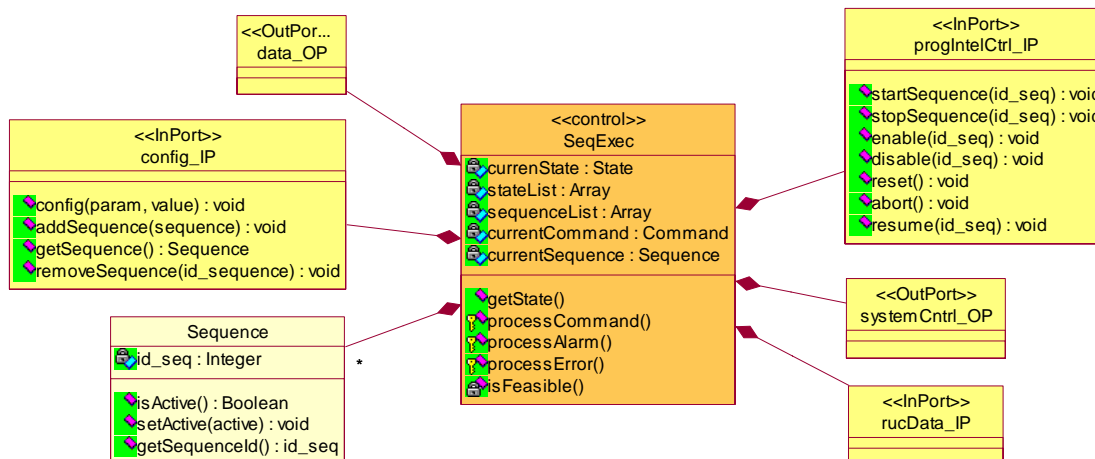 <<OutPor...
data_OP
<<InPort>>
config_IP
config(param, value) : void
addSequence(sequence) : void
getSequence() : Sequence
removeSequence(id_sequence) : void
Sequence
id_seq : Integer
isActive() : Boolean
setActive(active) : void
getSequenceId() : id_seq
*
<<control>>
SeqExec
currenState : State
stateList : Array
sequenceList : Array
currentCommand : Command
currentSequence : Sequence
getState()
processCommand()
processAlarm()
processError()
isFeasible()
<<InPort>>
progIntelCtrl_IP
startSequence(id_seq) : void
stopSequence(id_seq) : void
enable(id_seq) : void
disable(id_seq) : void
reset() : void
abort() : void
resume(id_seq) : void
<<OutPort>>
systemCntrl_OP
<<InPort>>
rucData_IP